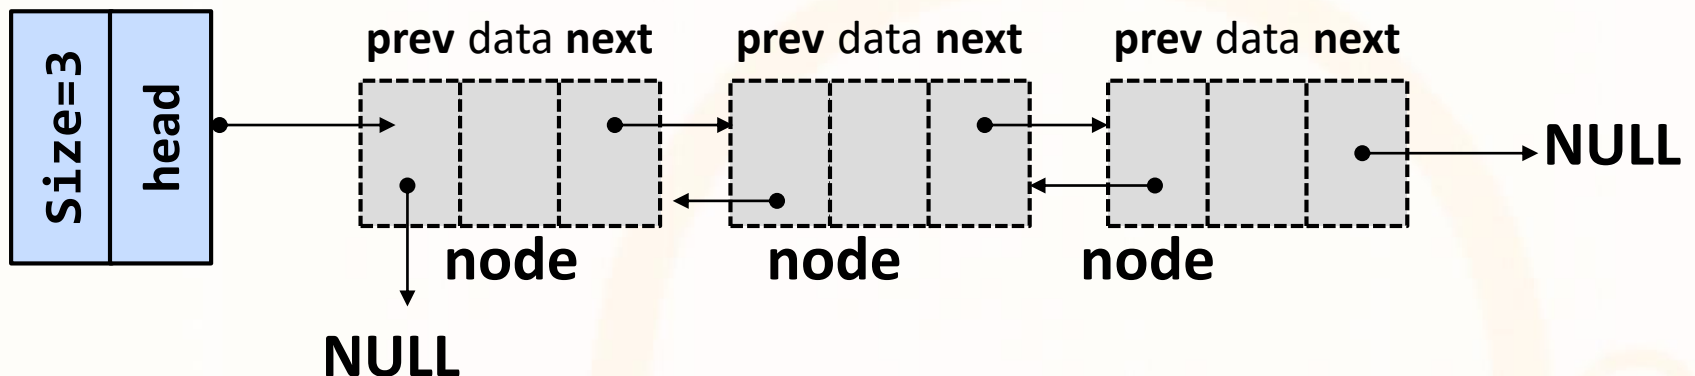 Size=3
head
prev data next
prev data next
prev data next
NULL
node
node
node
NULL